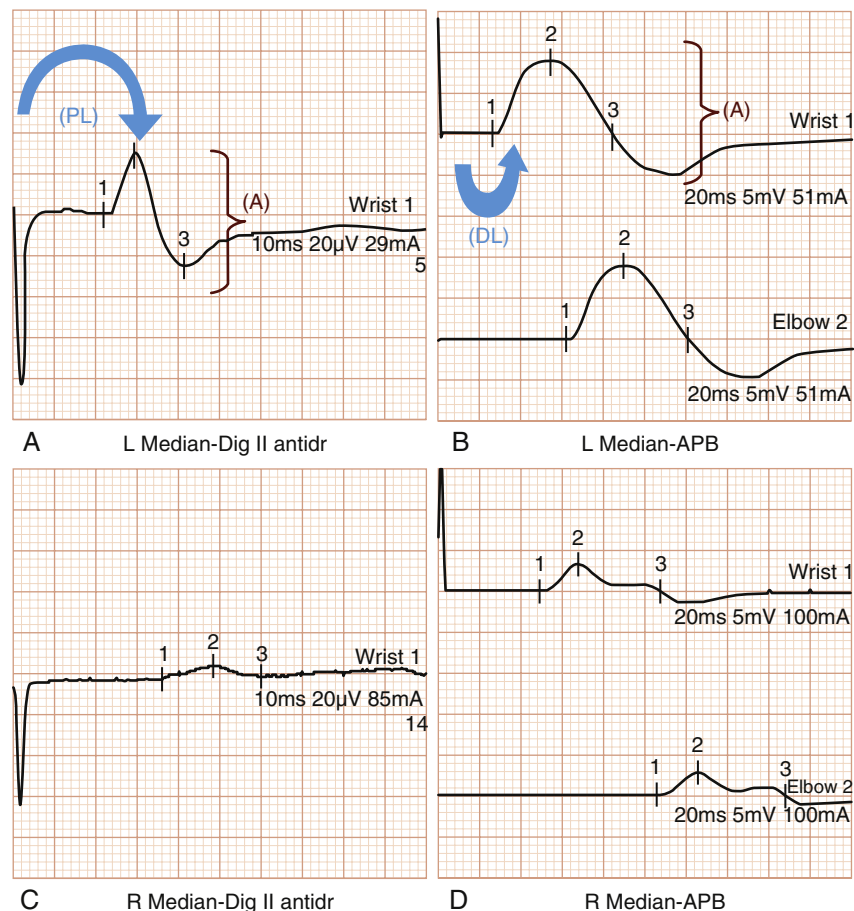 (PL)
1
3
(A)
Wrist 1
10ms 20µV 29mA
5
A
L Median-Dig II antidr
2
1
3
(A)
Wrist 1
20ms 5mV 51mA
(DL)
2
1
3
Elbow 2
20ms 5mV 51mA
B
L Median-APB
1
2
3
Wrist 1
10ms 20µV 85mA
14
C
R Median-Dig II antidr
1
2
3
Wrist 1
20ms 5mV 100mA
1
2
3
Elbow 2
20ms 5mV 100mA
D
R Median-APB